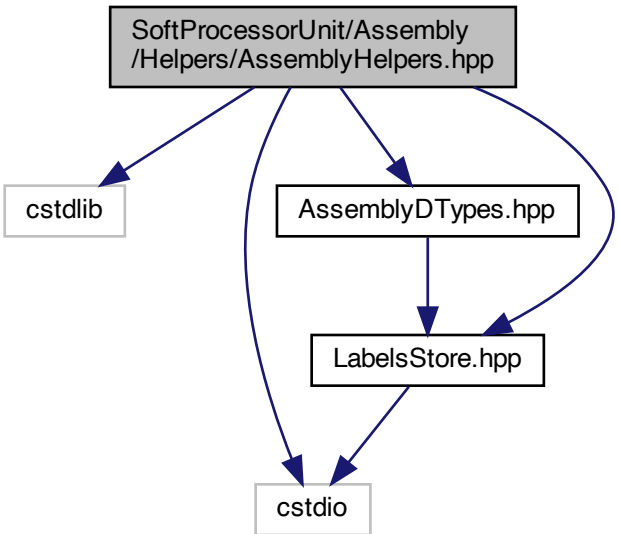 SoftProcessorUnit/Assembly
/Helpers/AssemblyHelpers.hpp
cstdlib
AssemblyDTypes.hpp
LabelsStore.hpp
cstdio